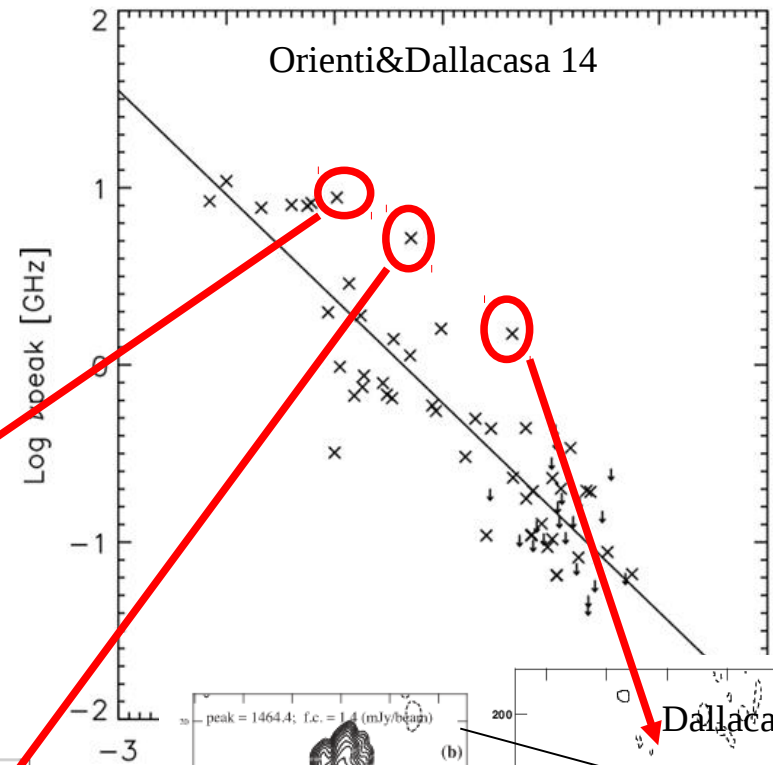 2
Orienti&Dallacasa 14
1
Log νpeak [GHz]
0
−1
−2
−3
peak = 1464.4; f.c. = 1.4 (mJy/beam)
(b)
200
Dallaca